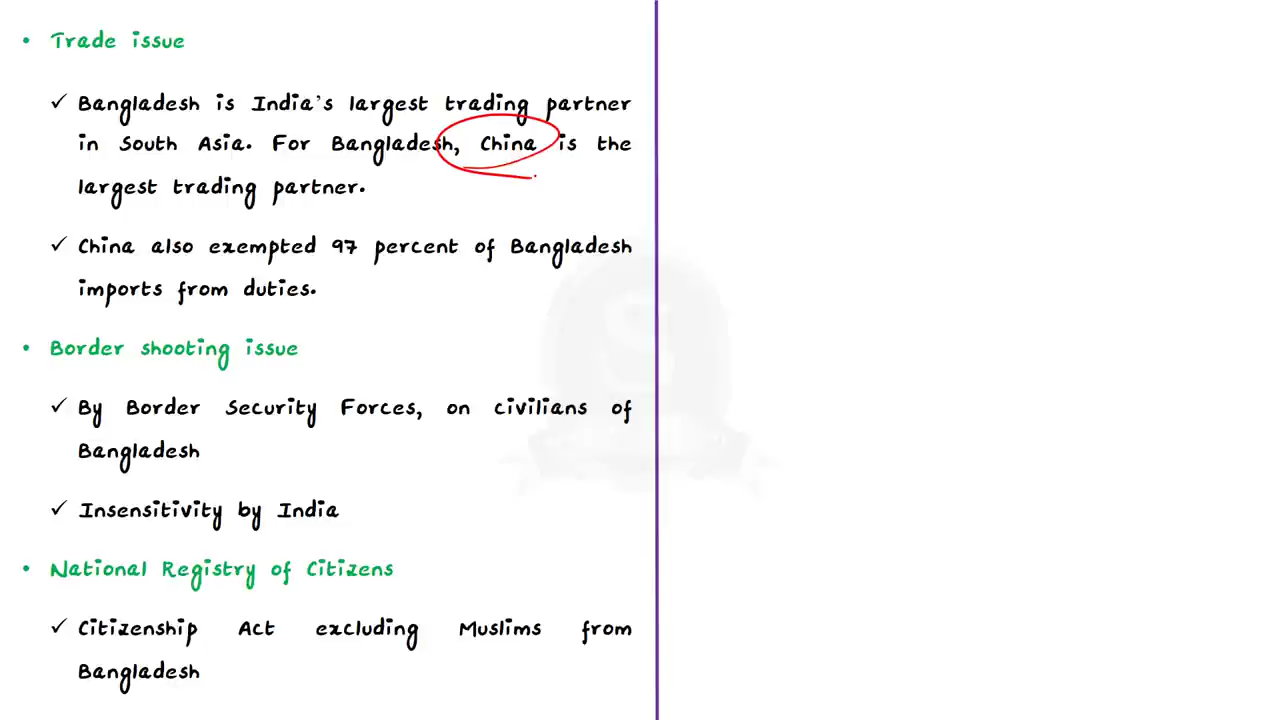 • Trade issue
✓ Bangladesh is India's largest trading partner
in South Asia. For Bangladesh, China is the
largest trading partner.
✓ China also exempted 97 percent of Bangladesh
imports from duties.
• Border shooting issue
✓ By Border Security Forces, on civilians of
Bangladesh
✓ Insensitivity by India
• National Registry of Citizens
✓ Citizenship Act excluding Muslims from
Bangladesh